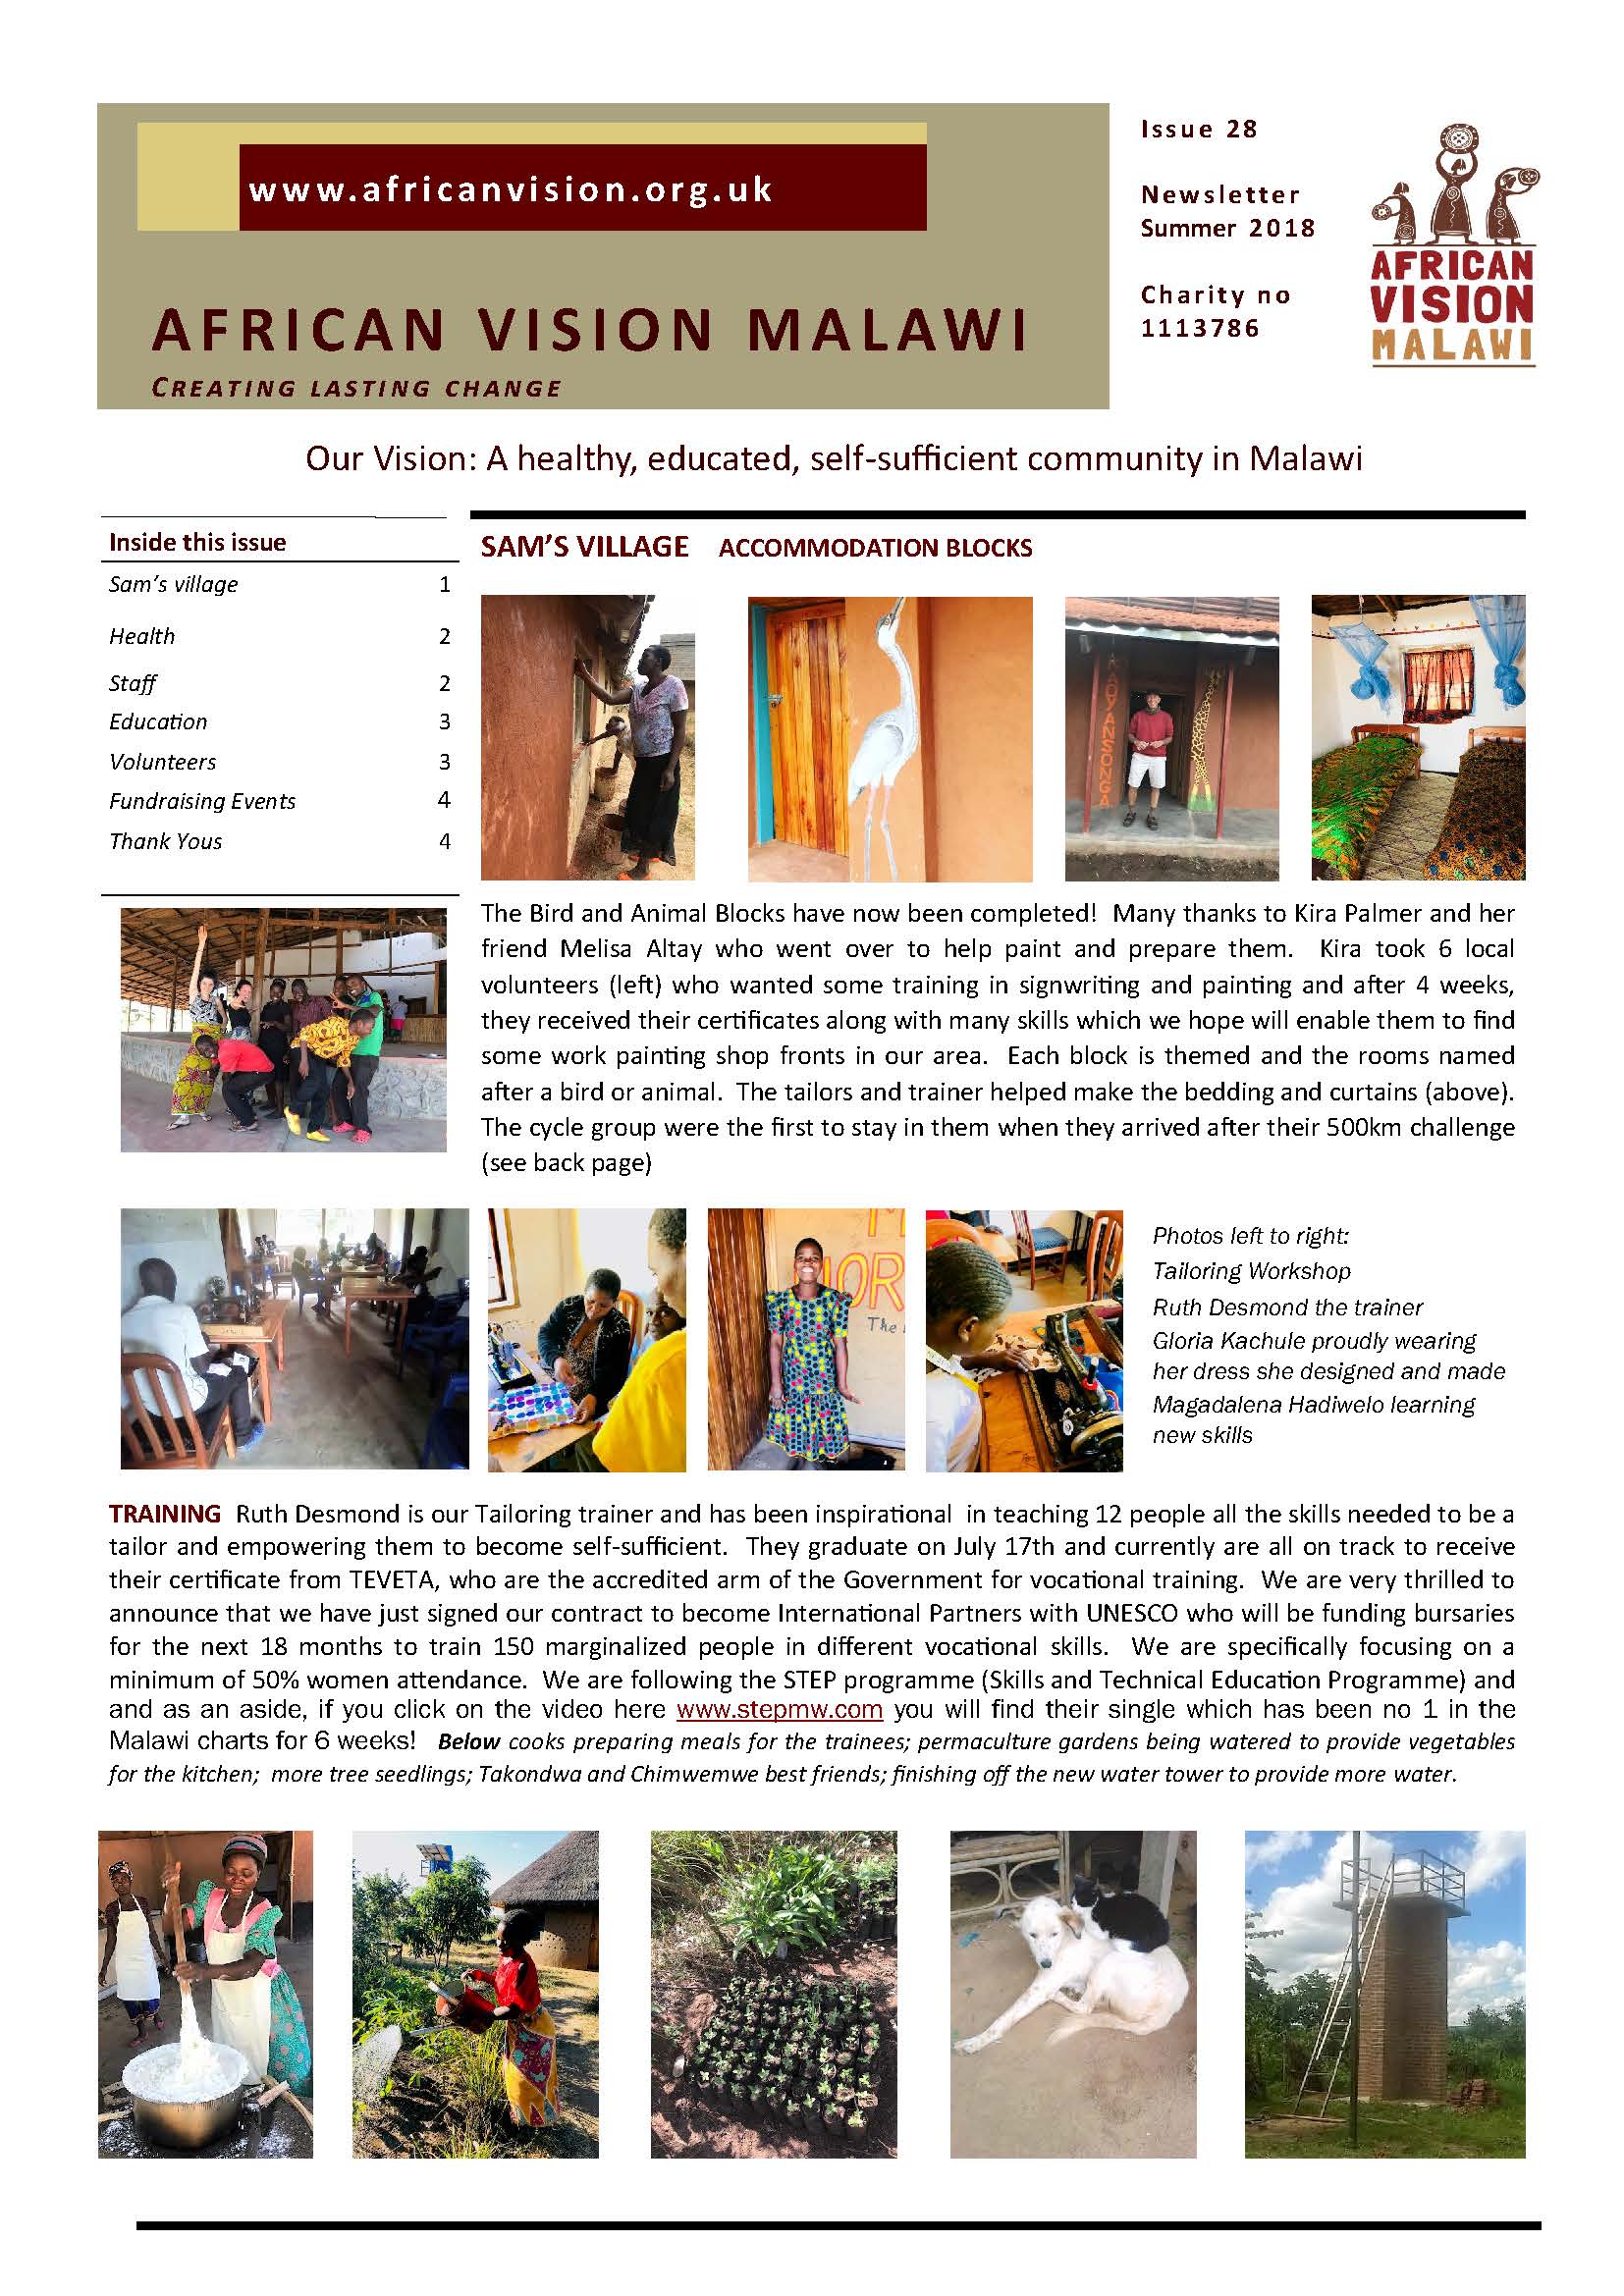 www.africanvision.org.uk
AFRICAN VISION MALAWI
CREATING LASTING CHANGE
Issue 28
Newsletter
Summer 2018
Charity no
1113786
AFRICAN
VISION
MALAWI
Our Vision: A healthy, educated, self-sufficient community in Malawi
Inside this issue
Sam's village 1
Health 2
Staff 2
Education 3
Volunteers 3
Fundraising Events 4
Thank Yous 4
SAM'S VILLAGE ACCOMMODATION BLOCKS
KADYANSONGA
The Bird and Animal Blocks have now been completed! Many thanks to Kira Palmer and her
friend Melisa Altay who went over to help paint and prepare them. Kira took 6 local
volunteers (left) who wanted some training in signwriting and painting and after 4 weeks,
they received their certificates along with many skills which we hope will enable them to find
some work painting shop fronts in our area. Each block is themed and the rooms named
after a bird or animal. The tailors and trainer helped make the bedding and curtains (above).
The cycle group were the first to stay in them when they arrived after their 500km challenge
(see back page)
The
Photos left to right:
Tailoring Workshop
Ruth Desmond the trainer
Gloria Kachule proudly wearing
her dress she designed and made
Magadalena Hadiwelo learning
new skills
TRAINING Ruth Desmond is our Tailoring trainer and has been inspirational in teaching 12 people all the skills needed to be a
tailor and empowering them to become self-sufficient. They graduate on July 17th and currently are all on track to receive
their certificate from TEVETA, who are the accredited arm of the Government for vocational training. We are very thrilled to
announce that we have just signed our contract to become International Partners with UNESCO who will be funding bursaries
for the next 18 months to train 150 marginalized people in different vocational skills. We are specifically focusing on a
minimum of 50% women attendance. We are following the STEP programme (Skills and Technical Education Programme) and
and as an aside, if you click on the video here www.stepmw.com you will find their single which has been no 1 in the
Malawi charts for 6 weeks! Below cooks preparing meals for the trainees; permaculture gardens being watered to provide vegetables
for the kitchen; more tree seedlings; Takondwa and Chimwemwe best friends; finishing off the new water tower to provide more water.